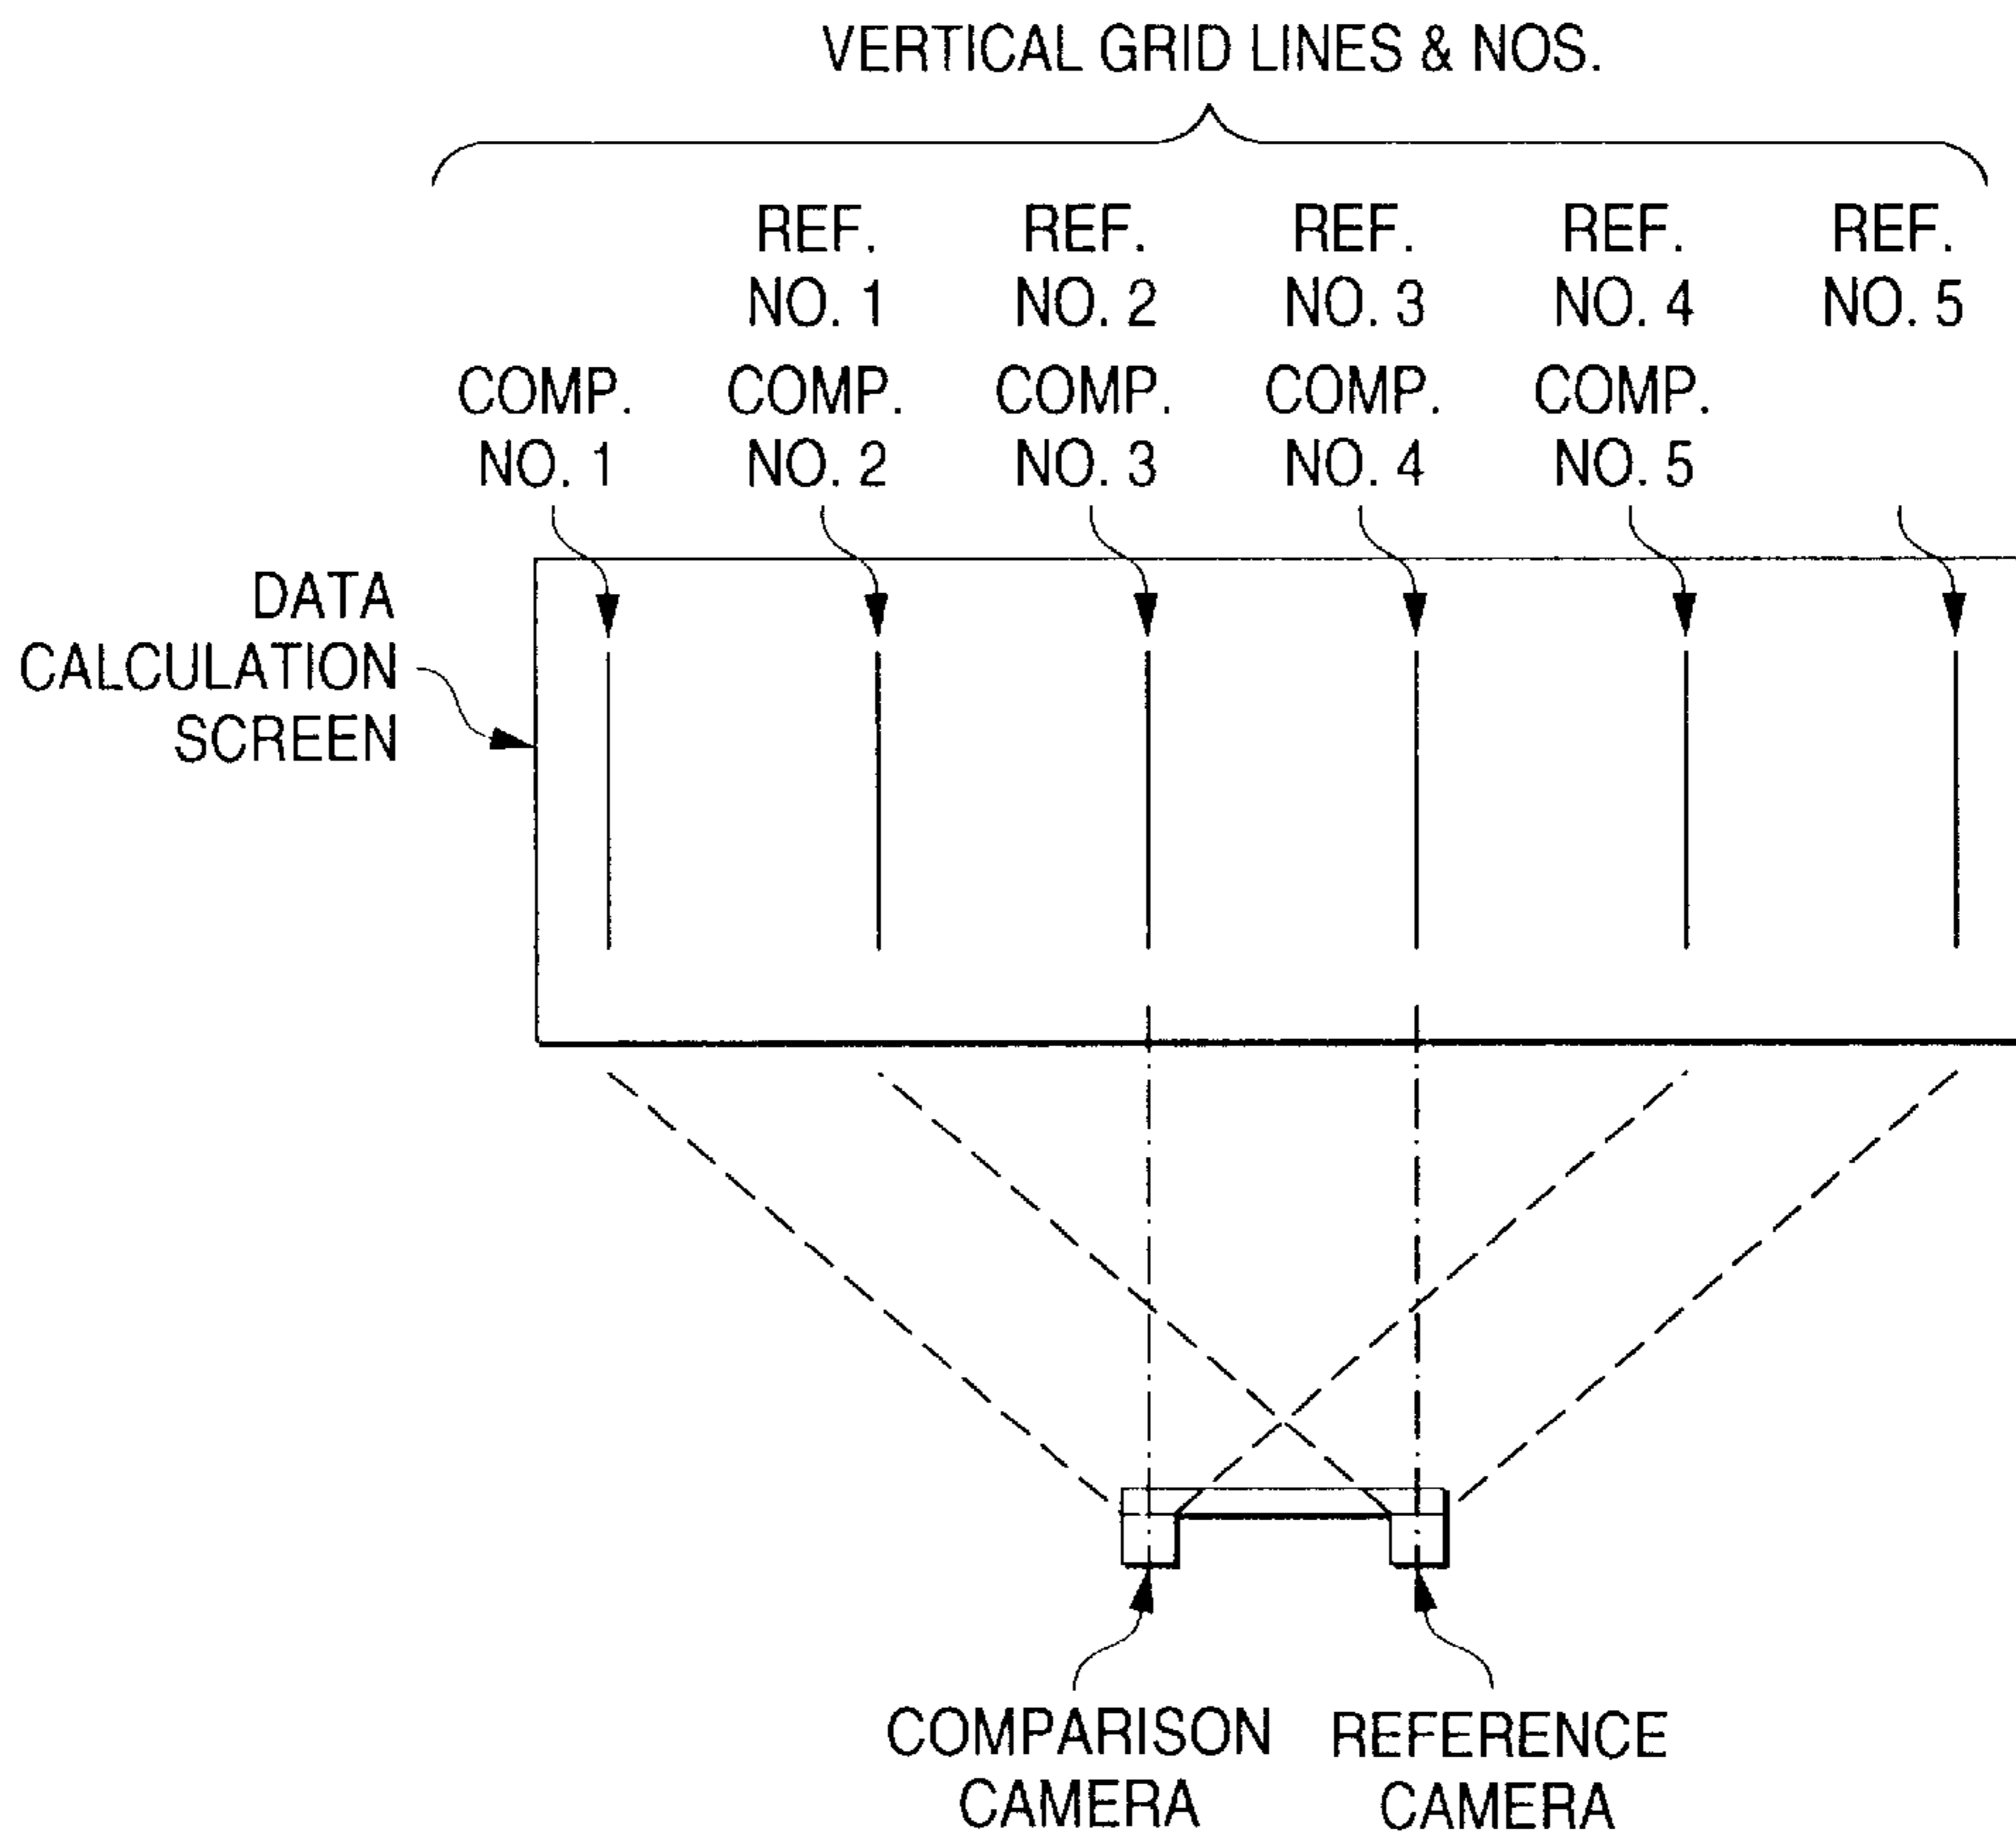 VERTICAL GRID LINES & NOS.
REF. REF. REF. REF. REF.
NO. 1 NO. 2 NO. 3 NO. 4 NO. 5
COMP. COMP. COMP. COMP. COMP.
NO. 1 NO. 2 NO. 3 NO. 4 NO. 5
DATA
CALCULATION
SCREEN
COMPARISON
CAMERA
REFERENCE
CAMERA